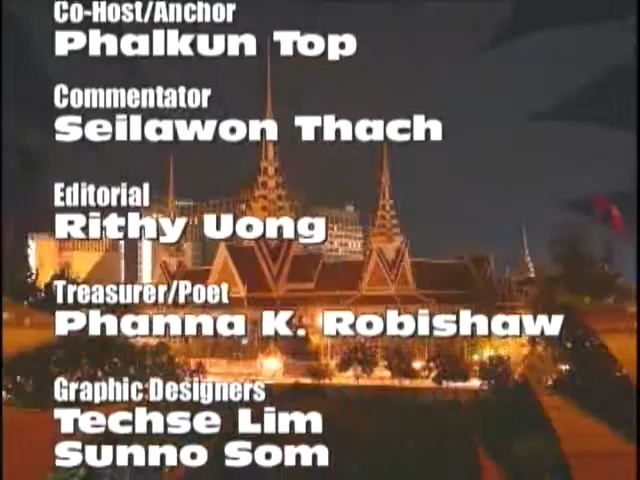 Co-Host/Anchor
Phalkun Top
Commentator
Seilawon Thach
Editorial
Rithy Uong
Treasurer/Poet
Phanna K. Robishaw
Graphic Designers
Techse Lim
Sunno Som